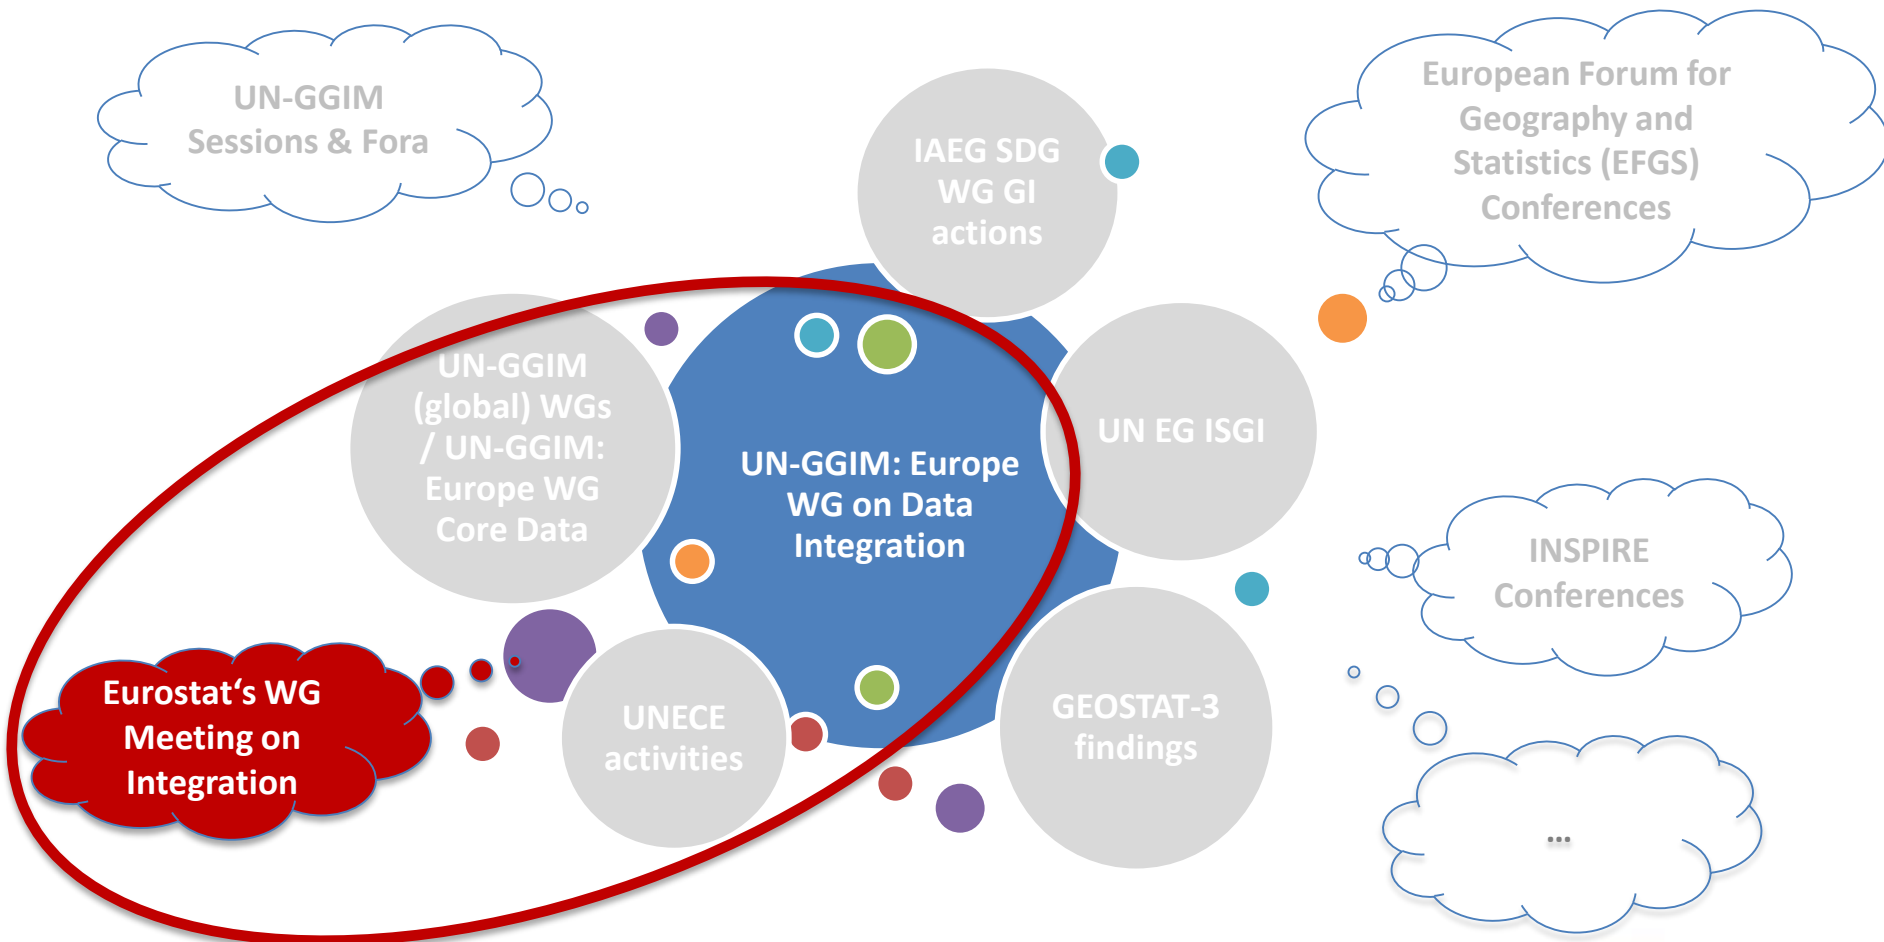 UN-GGIM
Sessions & Fora
IAEG SDG
WG GI
actions
European Forum for
Geography and
Statistics (EFGS)
Conferences
UN-GGIM
(global) WGs
/ UN-GGIM:
Europe WG
Core Data
UN-GGIM: Europe
WG on Data
Integration
UN EG ISGI
INSPIRE
Conferences
Eurostat‘s WG
Meeting on
Integration
UNECE
activities
GEOSTAT-3
findings
...